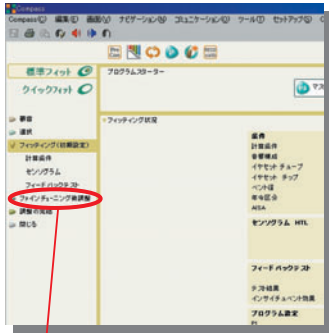 Compass
Compass(C) 編集(E) 画面(V) ナビゲーション(N) コミュニケーション(Q) ツール(T) セットアップ(S)
標準フィット
クイックフィット
プログラムスターター
要目
選択
フィッティング(初期設定)
計算条件
センソグラム
フィードバックテスト
ファインチューニング/微調整
調整の完結
閉じる
フィッティング状況
条件
計算条件
音響構成
イヤセット チューブ
イヤセット チップ
ベント径
年令区分
AISA
センソグラム HTL
フィードバックテスト
テスト結果
インサイチュベント効果
プログラム設定